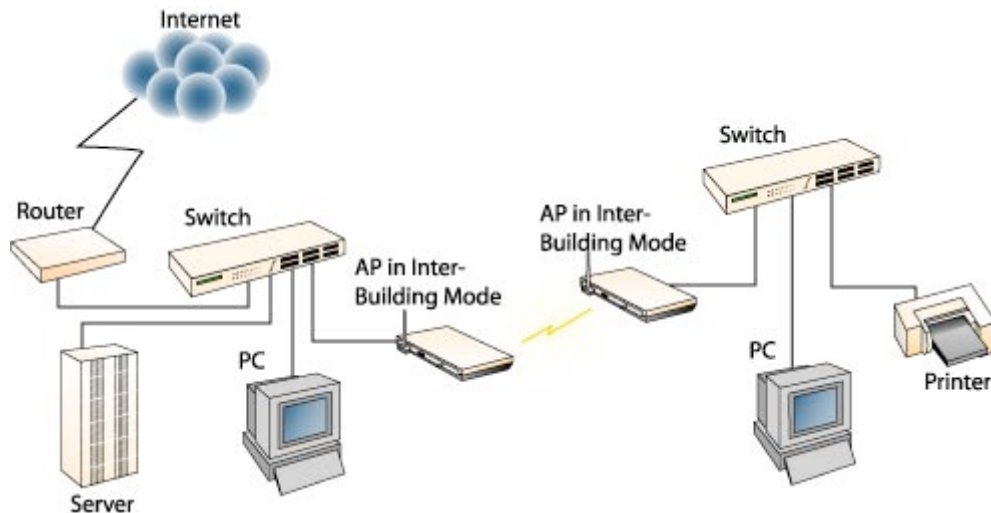 Internet
Switch
Router
Switch
AP in Inter-
Building Mode
AP in Inter-
Building Mode
PC
PC
Printer
Server